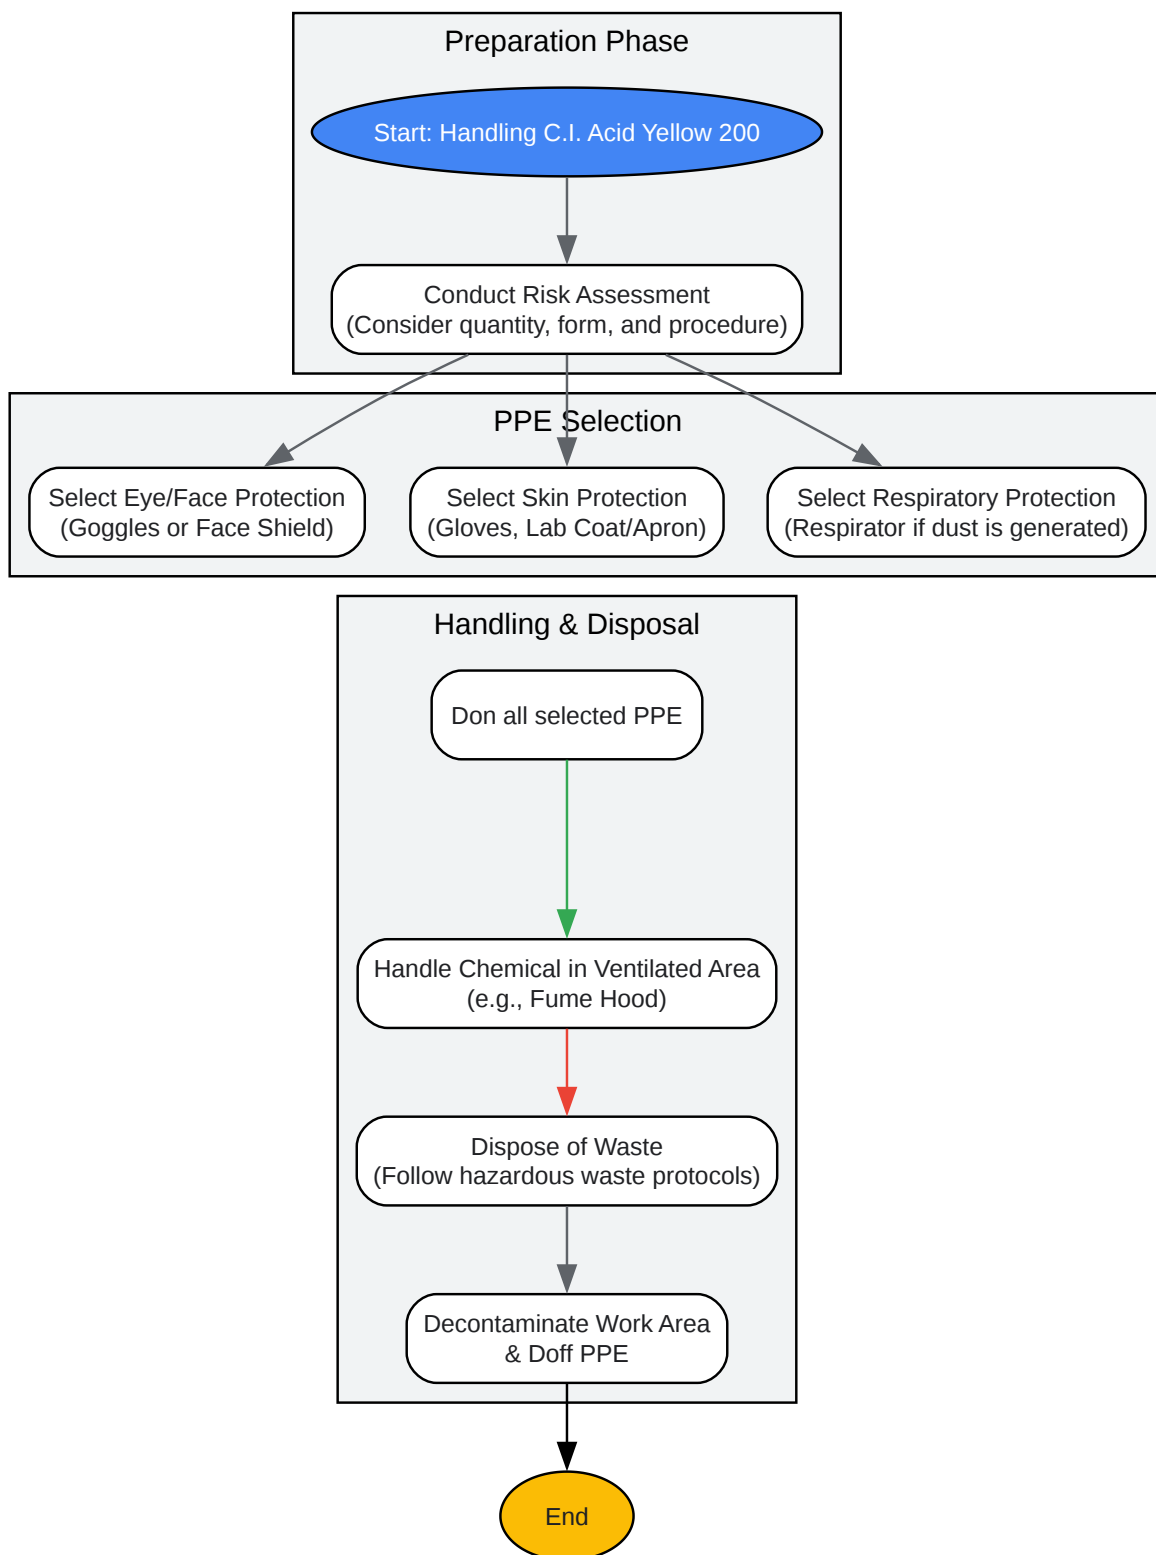 Preparation Phase
Start: Handling C.I. Acid Yellow 200
Conduct Risk Assessment
(Consider quantity, form, and procedure)
PPE Selection
Select Eye/Face Protection
(Goggles or Face Shield)
Select Skin Protection
(Gloves, Lab Coat/Apron)
Select Respiratory Protection
(Respirator if dust is generated)
Handling & Disposal
Don all selected PPE
Handle Chemical in Ventilated Area
(e.g., Fume Hood)
Dispose of Waste
(Follow hazardous waste protocols)
Decontaminate Work Area
& Doff PPE
End